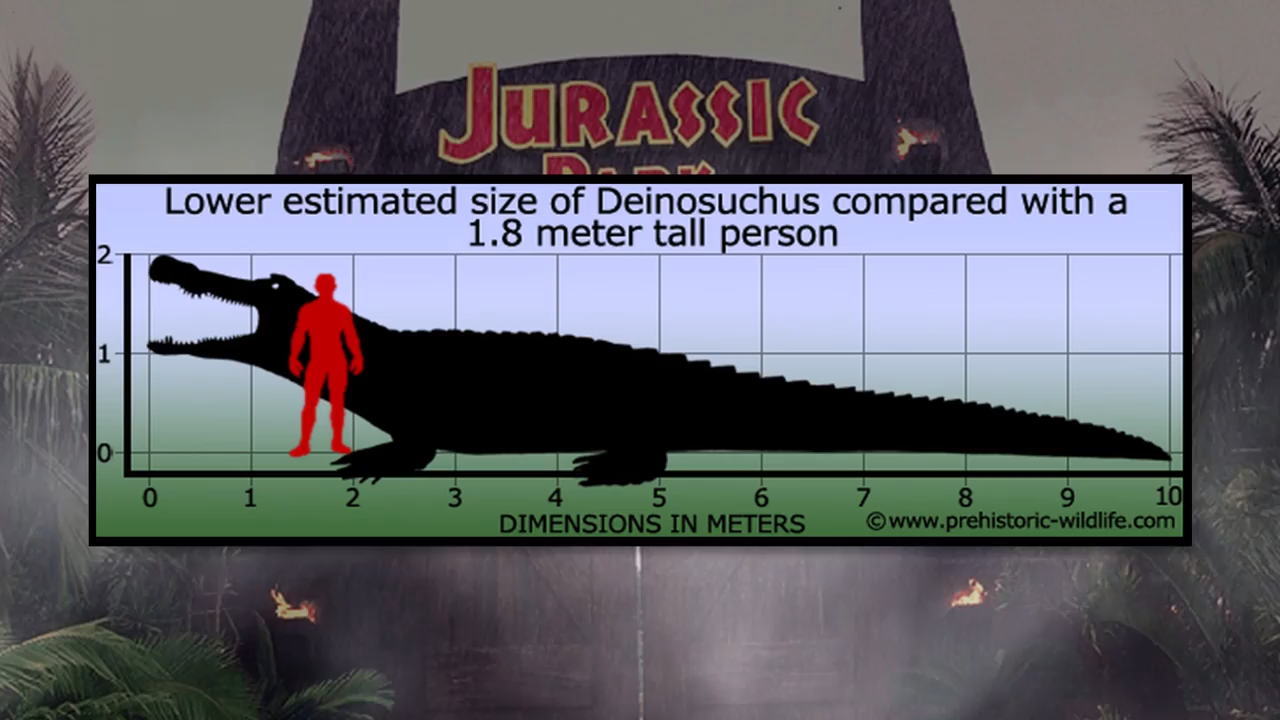 JURASSIC
PARK
Lower estimated size of Deinosuchus compared with a
1.8 meter tall person
2
1
0
0 1 2 3 4 5 6 7 8 9 10
DIMENSIONS IN METERS ©www.prehistoric-wildlife.com